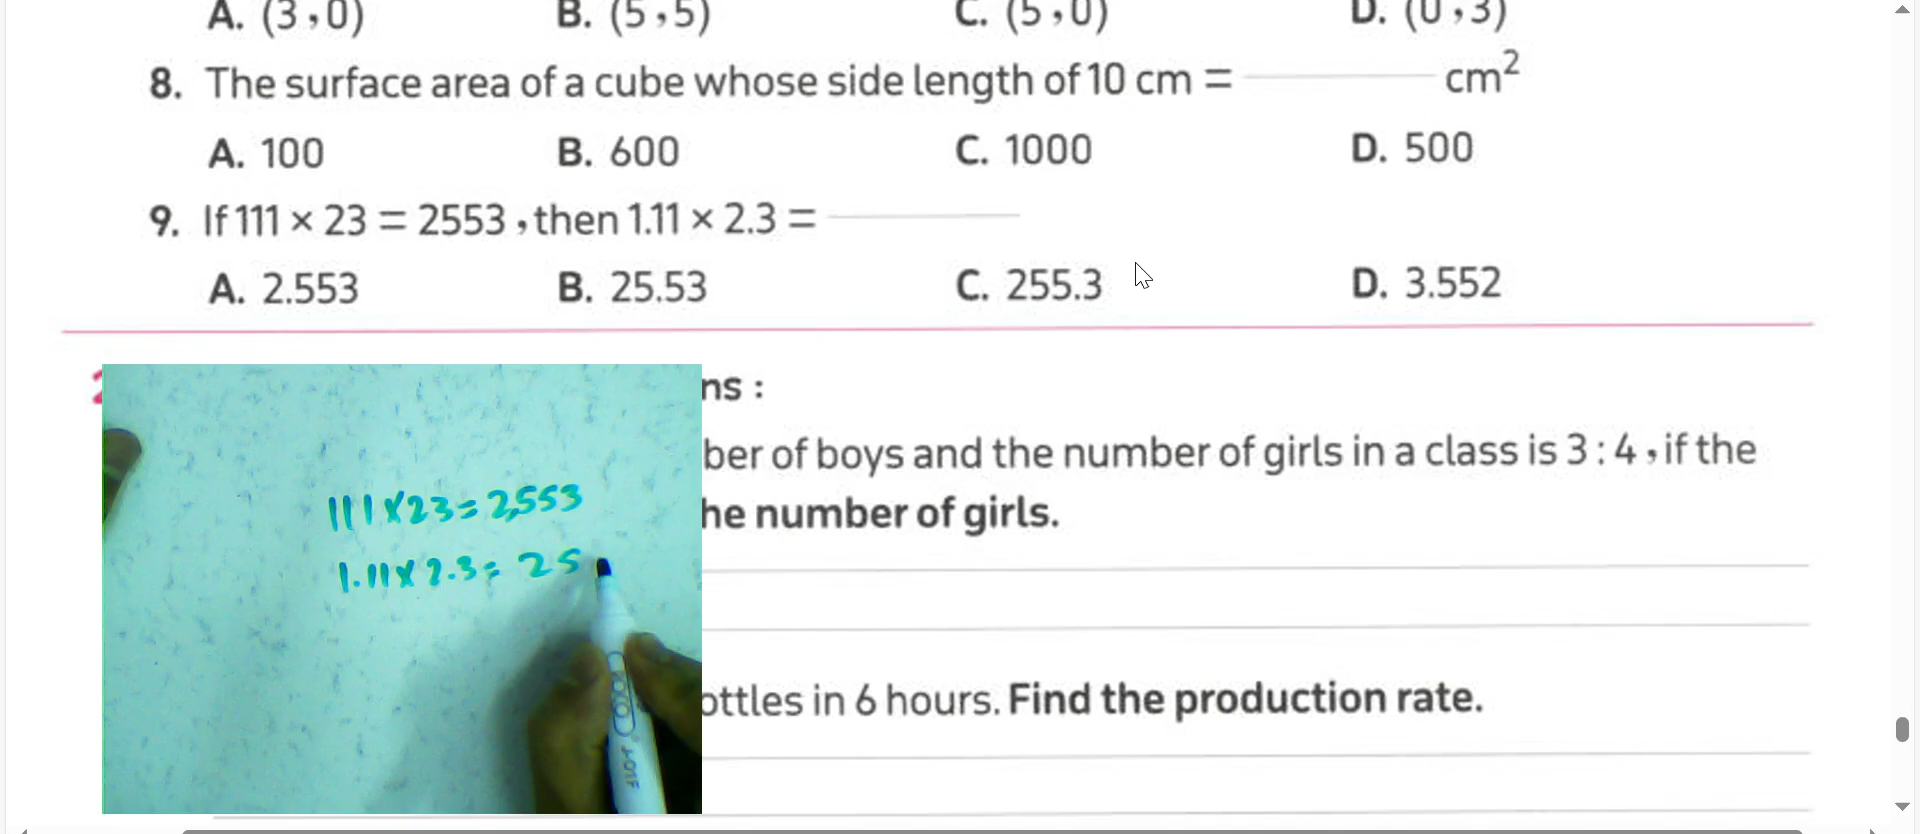 A. (3,0) B. (5,5) C. (5,0) D. (0,3)
8. The surface area of a cube whose side length of 10 cm = cm²
A. 100 B. 600 C. 1000 D. 500
9. If 111 × 23 = 2553, then 1.11 × 2.3 =
A. 2.553 B. 25.53 C. 255.3 D. 3.552
ns :
ber of boys and the number of girls in a class is 3 : 4, if the
he number of girls.
111×23=2,553
1.11×2.3= 25
ottles in 6 hours. Find the production rate.